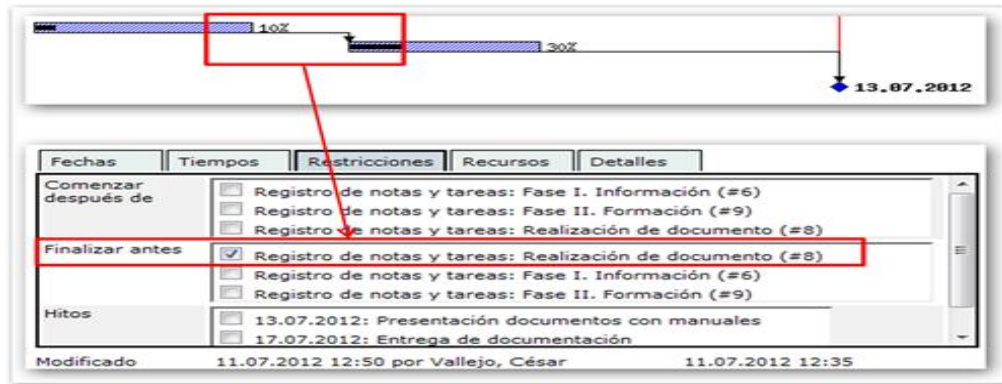 10%
30%
13.07.2012
Fechas Tiempos Restricciones Recursos Detalles
Comenzar después de
Registro de notas y tareas: Fase I. Información (#6)
Registro de notas y tareas: Fase II. Formación (#9)
Registro de notas y tareas: Realización de documento (#8)
Finalizar antes
Registro de notas y tareas: Realización de documento (#8)
Registro de notas y tareas: Fase I. Información (#6)
Registro de notas y tareas: Fase II. Formación (#9)
Hitos
13.07.2012: Presentación documentos con manuales
17.07.2012: Entrega de documentación
Modificado 11.07.2012 12:50 por Vallejo, César 11.07.2012 12:35